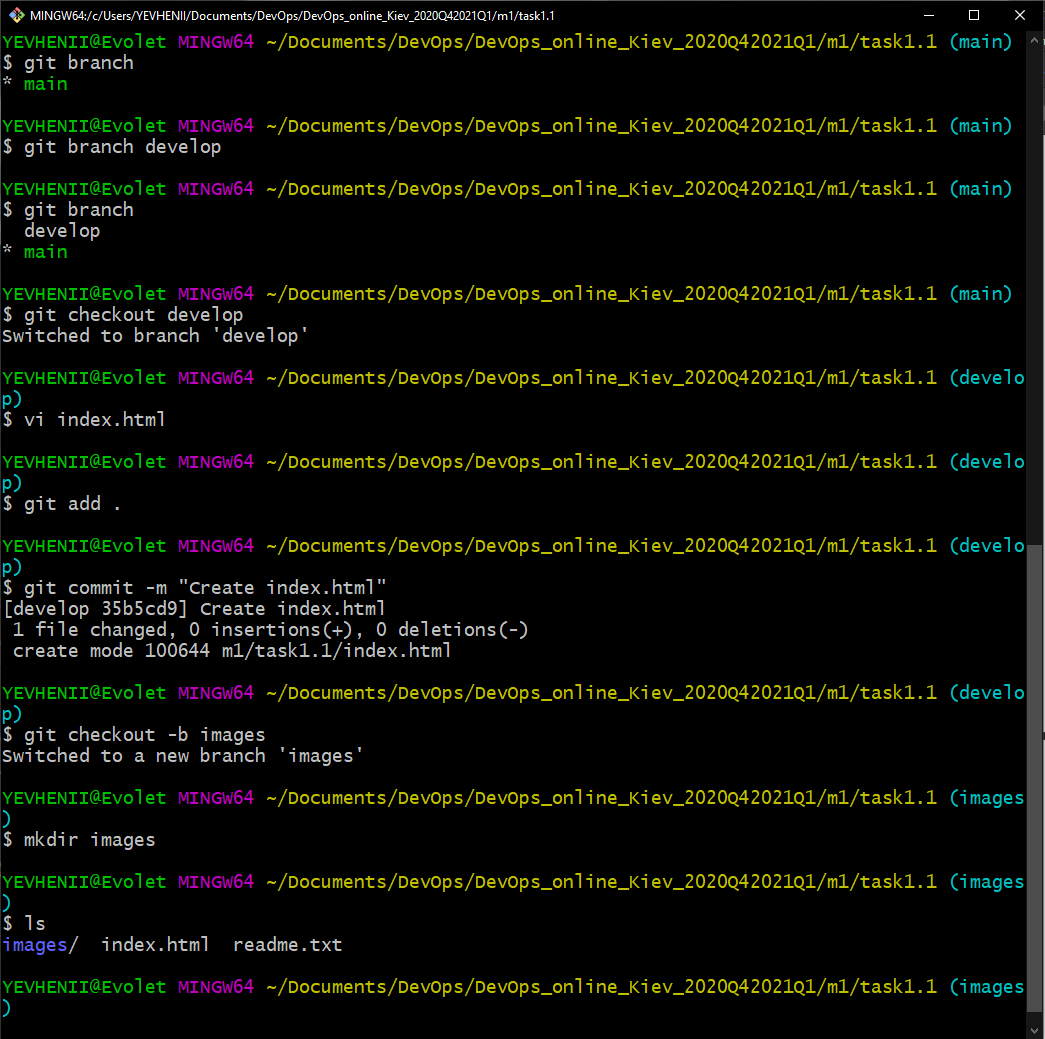 MINGW64:/c/Users/YEVHENII/Documents/DevOps/DevOps_online_Kiev_2020Q42021Q1/m1/task1.1
YEVHENII@Evolet MINGW64 ~/Documents/DevOps/DevOps_online_Kiev_2020Q42021Q1/m1/task1.1 (main)
$ git branch
* main
YEVHENII@Evolet MINGW64 ~/Documents/DevOps/DevOps_online_Kiev_2020Q42021Q1/m1/task1.1 (main)
$ git branch develop
YEVHENII@Evolet MINGW64 ~/Documents/DevOps/DevOps_online_Kiev_2020Q42021Q1/m1/task1.1 (main)
$ git branch
  develop
* main
YEVHENII@Evolet MINGW64 ~/Documents/DevOps/DevOps_online_Kiev_2020Q42021Q1/m1/task1.1 (main)
$ git checkout develop
Switched to branch 'develop'
YEVHENII@Evolet MINGW64 ~/Documents/DevOps/DevOps_online_Kiev_2020Q42021Q1/m1/task1.1 (develo
p)
$ vi index.html
YEVHENII@Evolet MINGW64 ~/Documents/DevOps/DevOps_online_Kiev_2020Q42021Q1/m1/task1.1 (develo
p)
$ git add .
YEVHENII@Evolet MINGW64 ~/Documents/DevOps/DevOps_online_Kiev_2020Q42021Q1/m1/task1.1 (develo
p)
$ git commit -m "Create index.html"
[develop 35b5cd9] Create index.html
 1 file changed, 0 insertions(+), 0 deletions(-)
 create mode 100644 m1/task1.1/index.html
YEVHENII@Evolet MINGW64 ~/Documents/DevOps/DevOps_online_Kiev_2020Q42021Q1/m1/task1.1 (develo
p)
$ git checkout -b images
Switched to a new branch 'images'
YEVHENII@Evolet MINGW64 ~/Documents/DevOps/DevOps_online_Kiev_2020Q42021Q1/m1/task1.1 (images
)
$ mkdir images
YEVHENII@Evolet MINGW64 ~/Documents/DevOps/DevOps_online_Kiev_2020Q42021Q1/m1/task1.1 (images
)
$ ls
images/  index.html  readme.txt
YEVHENII@Evolet MINGW64 ~/Documents/DevOps/DevOps_online_Kiev_2020Q42021Q1/m1/task1.1 (images
)